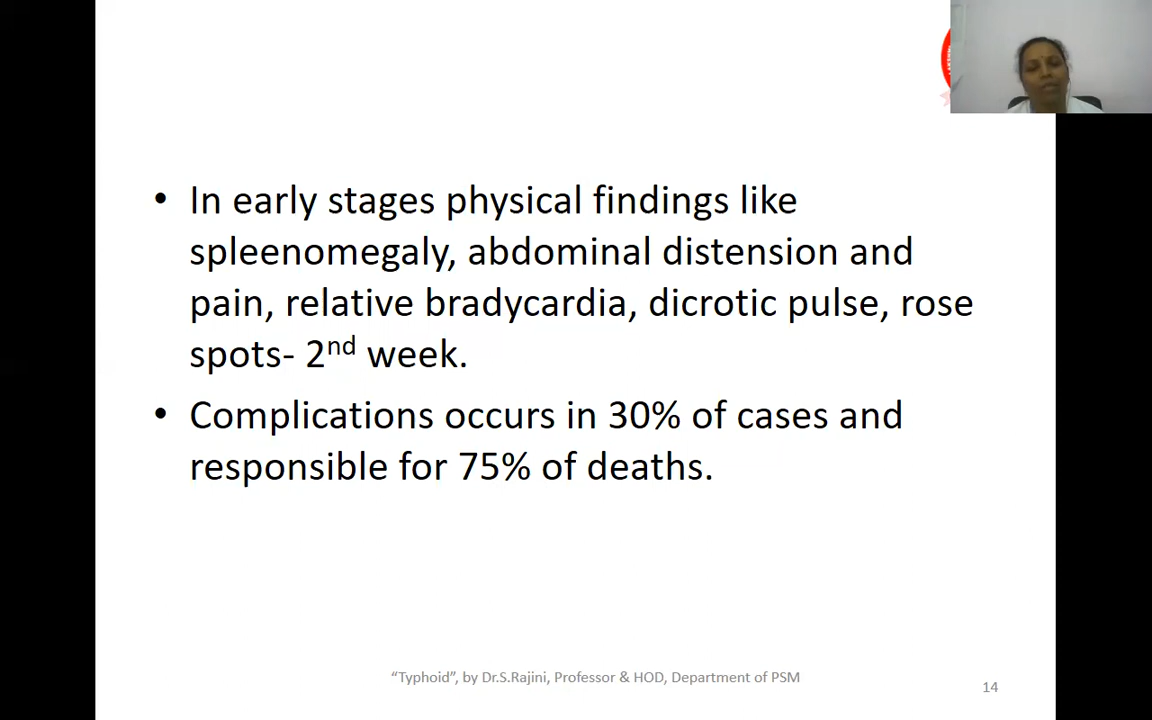 • In early stages physical findings like
spleenomegaly, abdominal distension and
pain, relative bradycardia, dicrotic pulse, rose
spots- 2nd week.
• Complications occurs in 30% of cases and
responsible for 75% of deaths.
“Typhoid”, by Dr.S.Rajini, Professor & HOD, Department of PSM
14